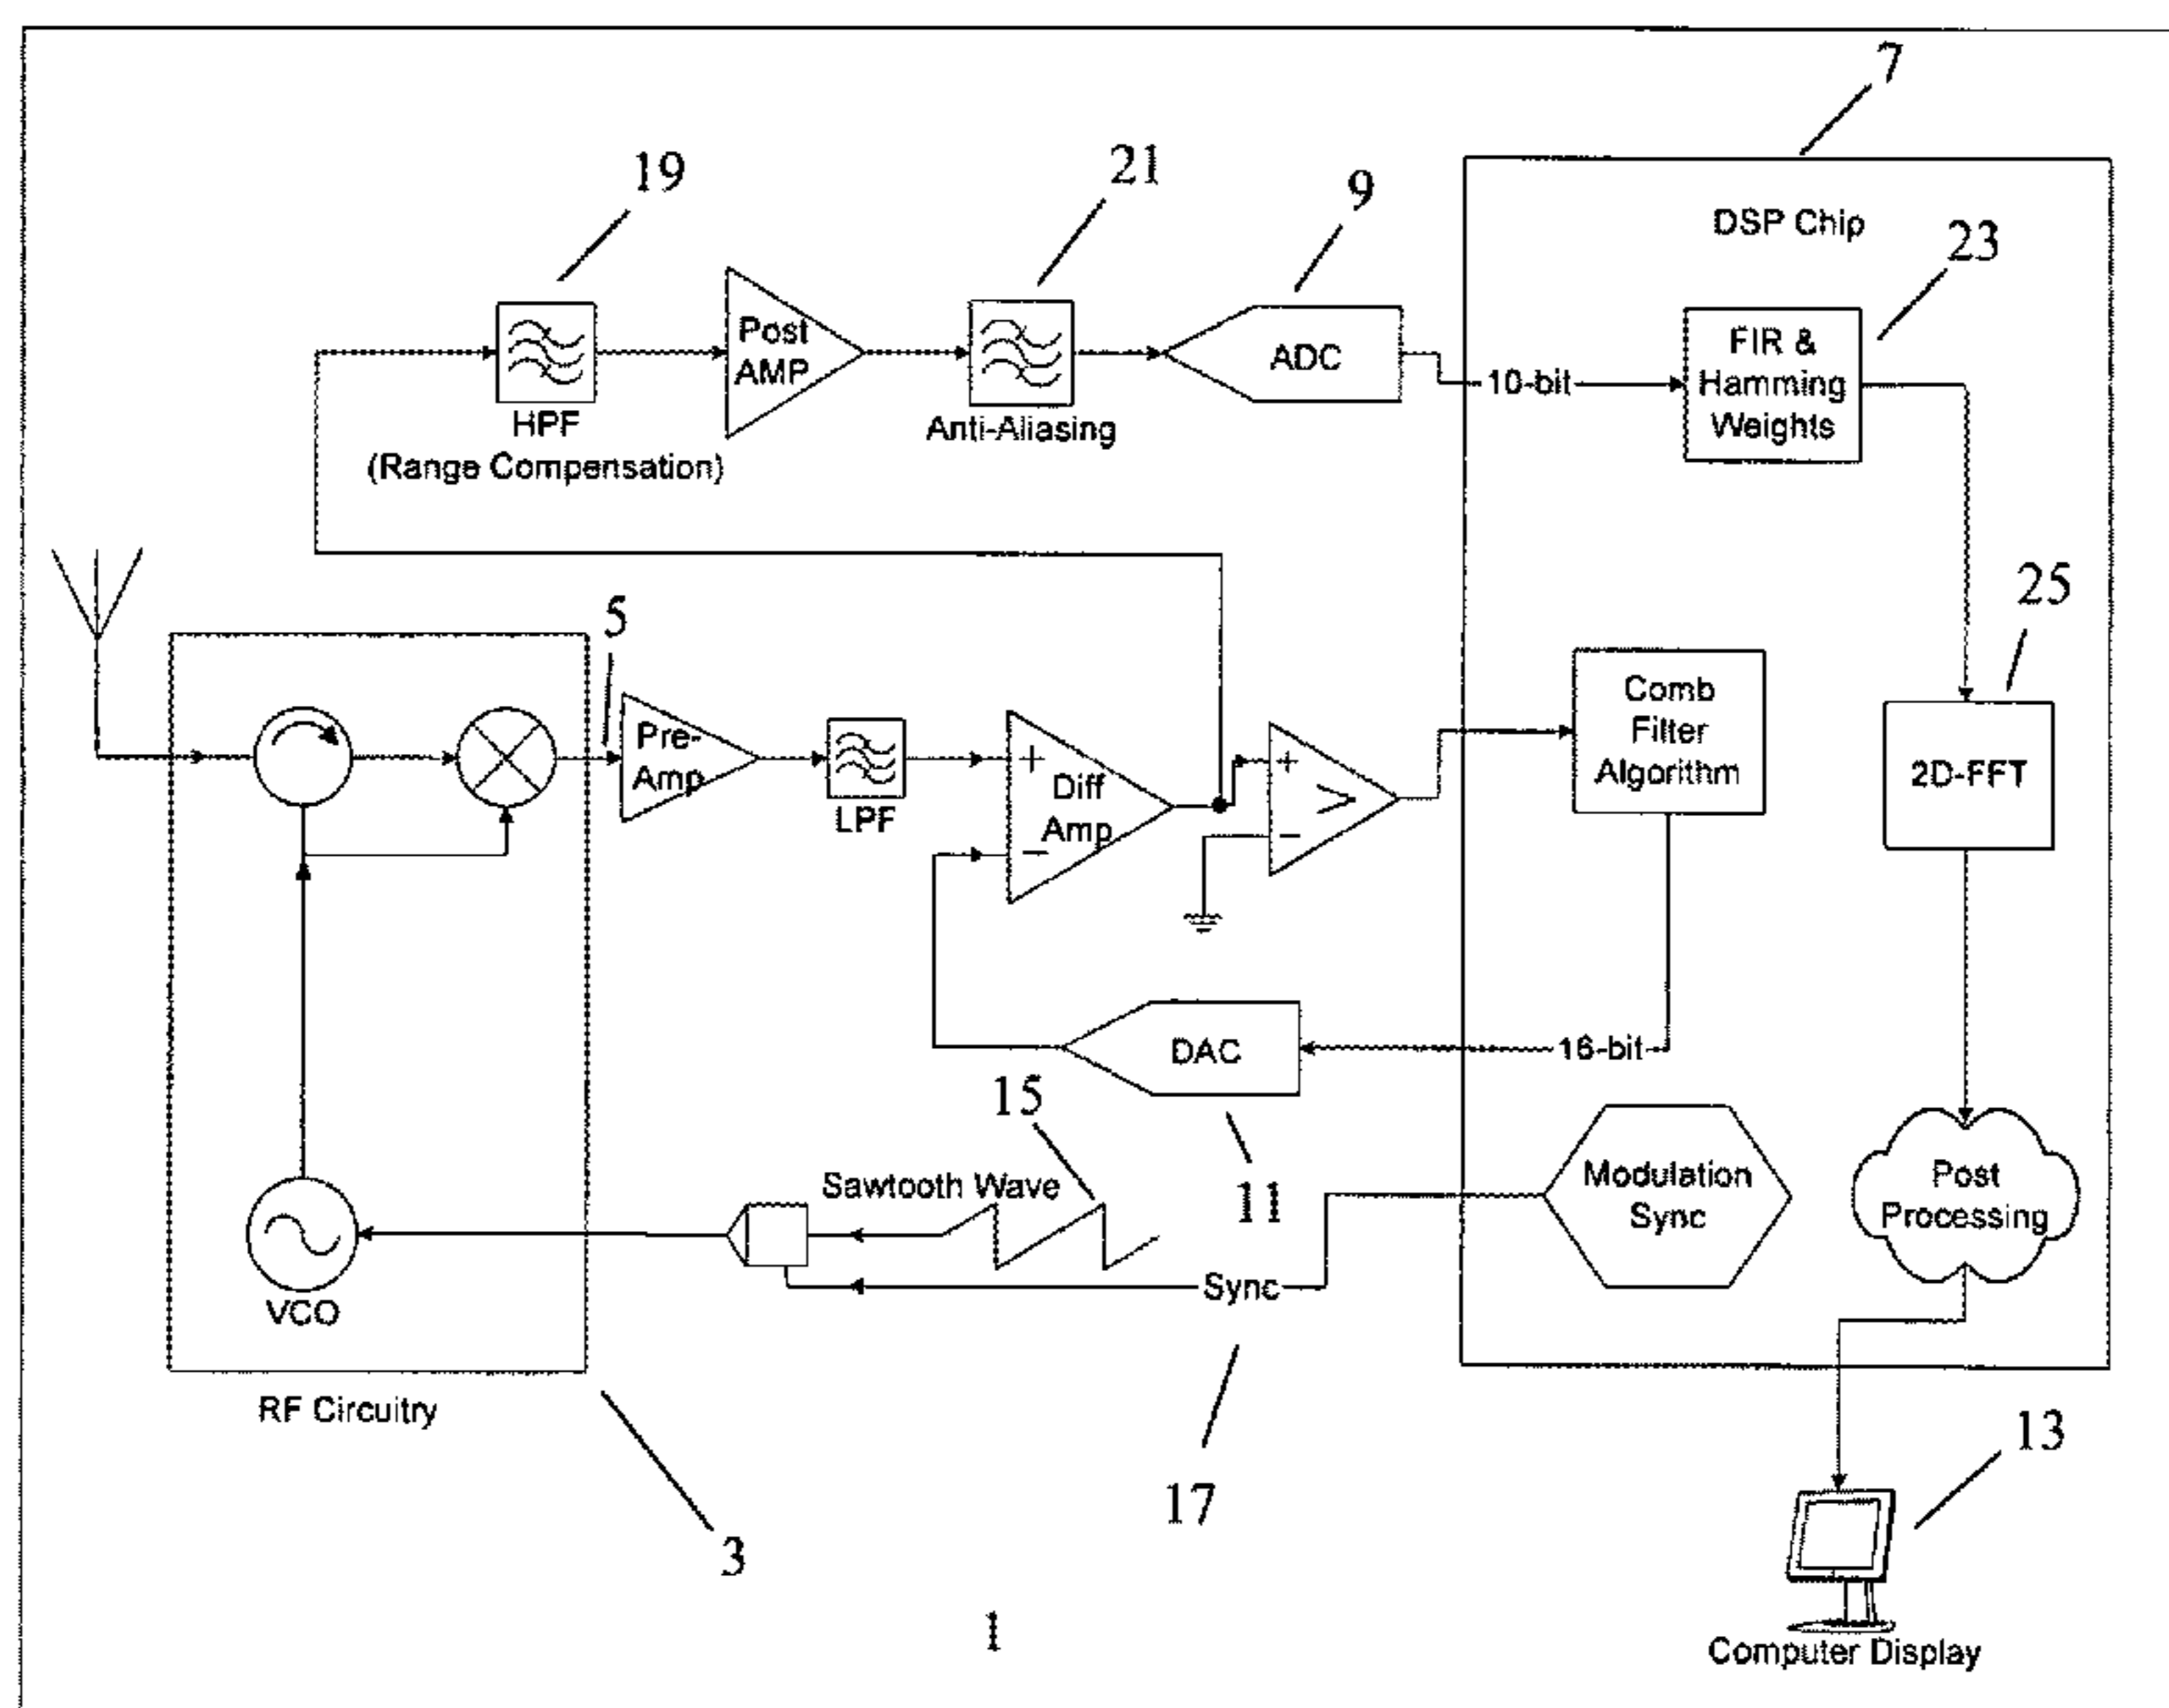 7
19
21
9
DSP Chip
23
Post
AMP
ADC
10-bit
FIR &
Hamming
Weights
HPF
(Range Compensation)
Anti-Aliasing
5
25
Pre-
Amp
LPF
+
Diff
Amp
−
+
>
−
Comb
Filter
Algorithm
2D-FFT
DAC
16-bit
15
11
Sawtooth Wave
Modulation
Sync
Post
Processing
Sync
VCO
RF Circuitry
17
13
3
1
Computer Display